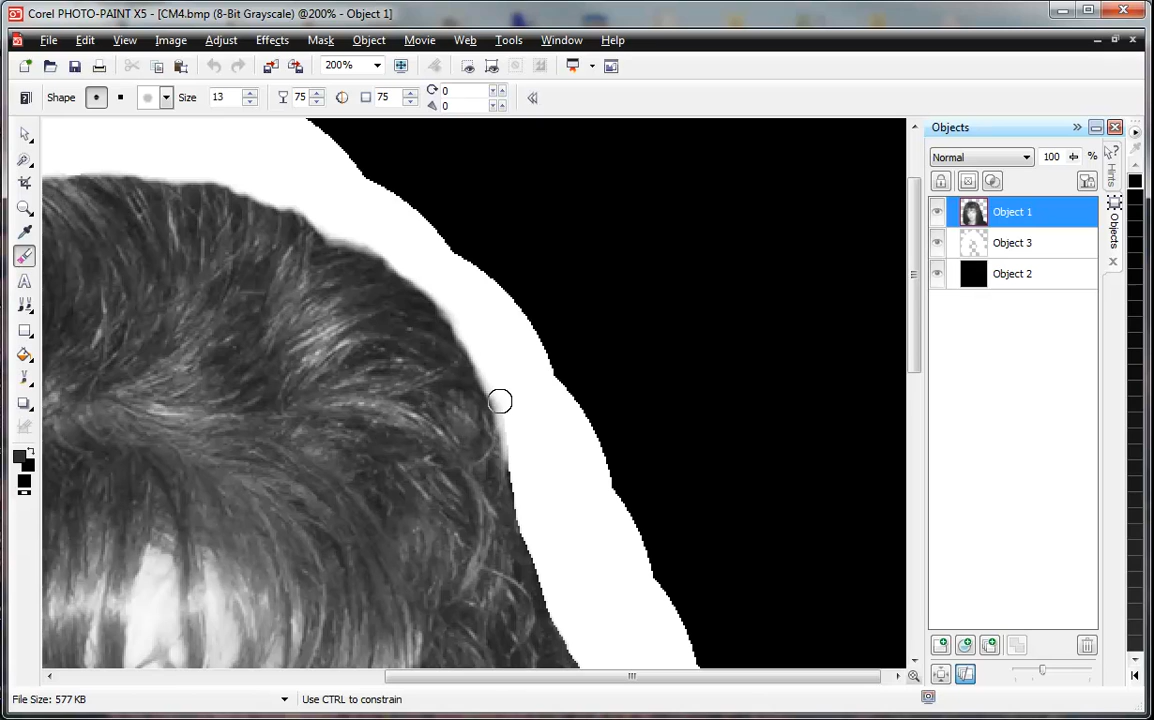 Corel PHOTO-PAINT X5 - [CM4.bmp (8-Bit Grayscale) @200% - Object 1]
File Edit View Image Adjust Effects Mask Object Movie Web Tools Window Help
200%
Shape Size 13 75 75 0
0
Objects
Normal 100 %
Hints
Object 1
Objects
Object 3
Object 2
File Size: 577 KB Use CTRL to constrain